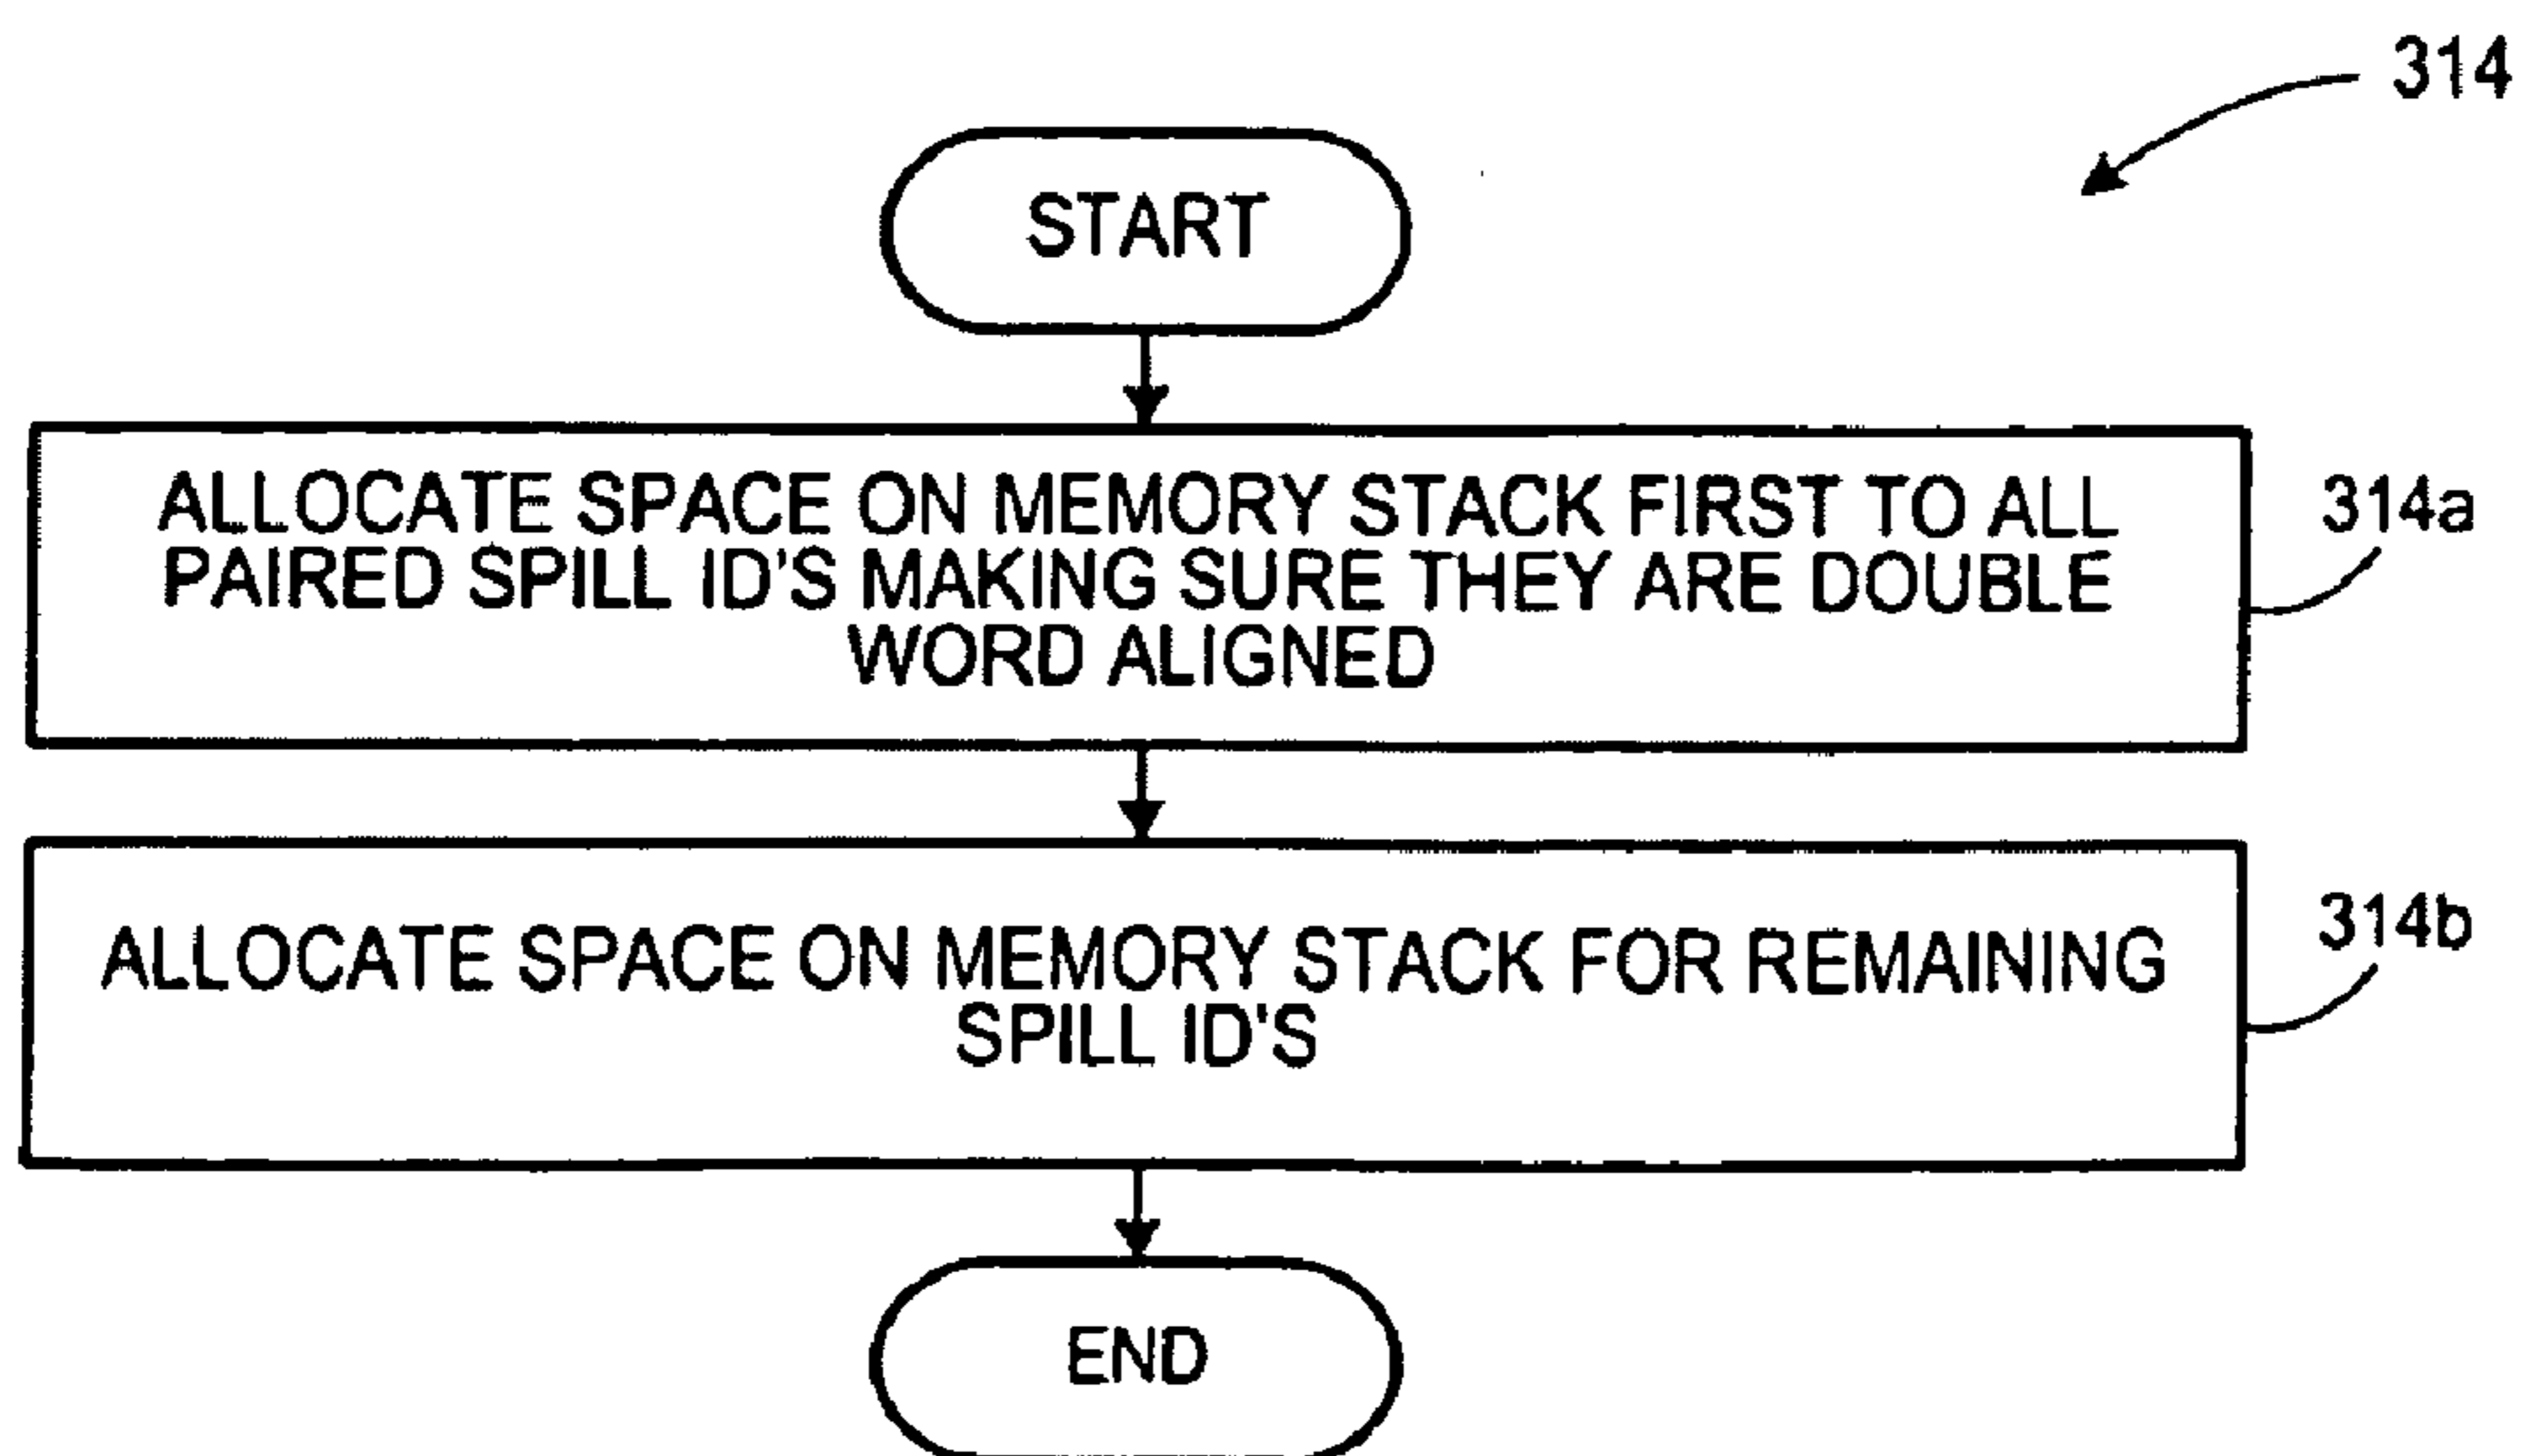 314
START
ALLOCATE SPACE ON MEMORY STACK FIRST TO ALL
PAIRED SPILL ID'S MAKING SURE THEY ARE DOUBLE
WORD ALIGNED
314a
ALLOCATE SPACE ON MEMORY STACK FOR REMAINING
SPILL ID'S
314b
END